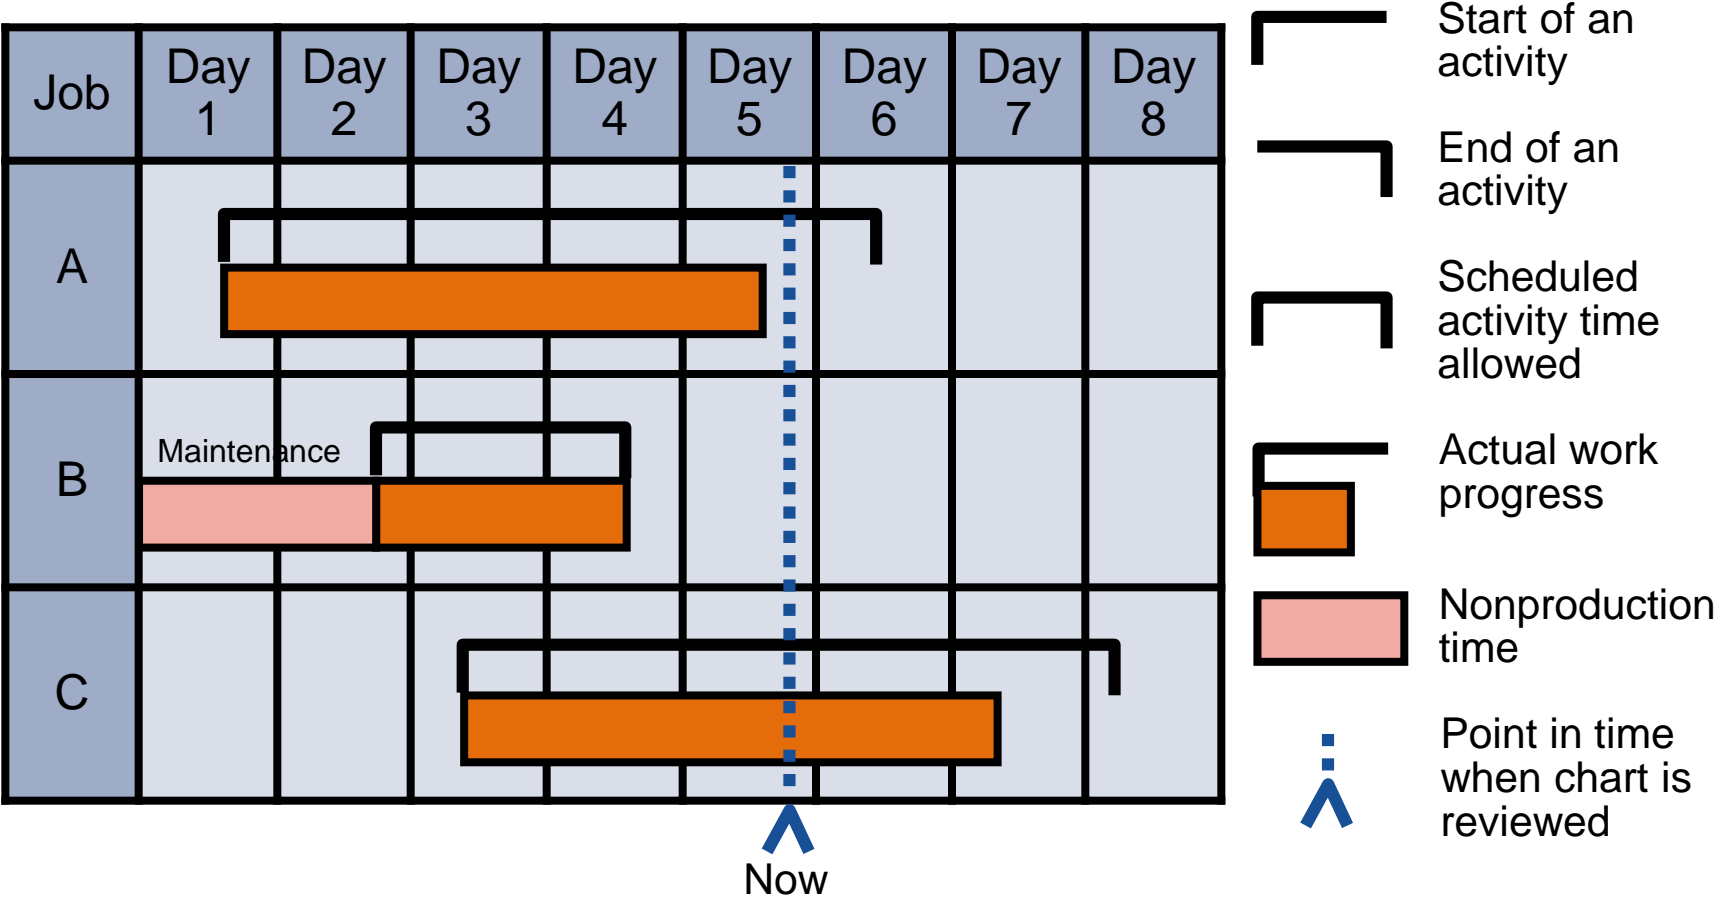 Job
Day
1
Day
2
Day
3
Day
4
Day
5
Day
6
Day
7
Day
8
A
Maintenance
B
C
Now
Start of an
activity
End of an
activity
Scheduled
activity time
allowed
Actual work
progress
Nonproduction
time
Point in time
when chart is
reviewed